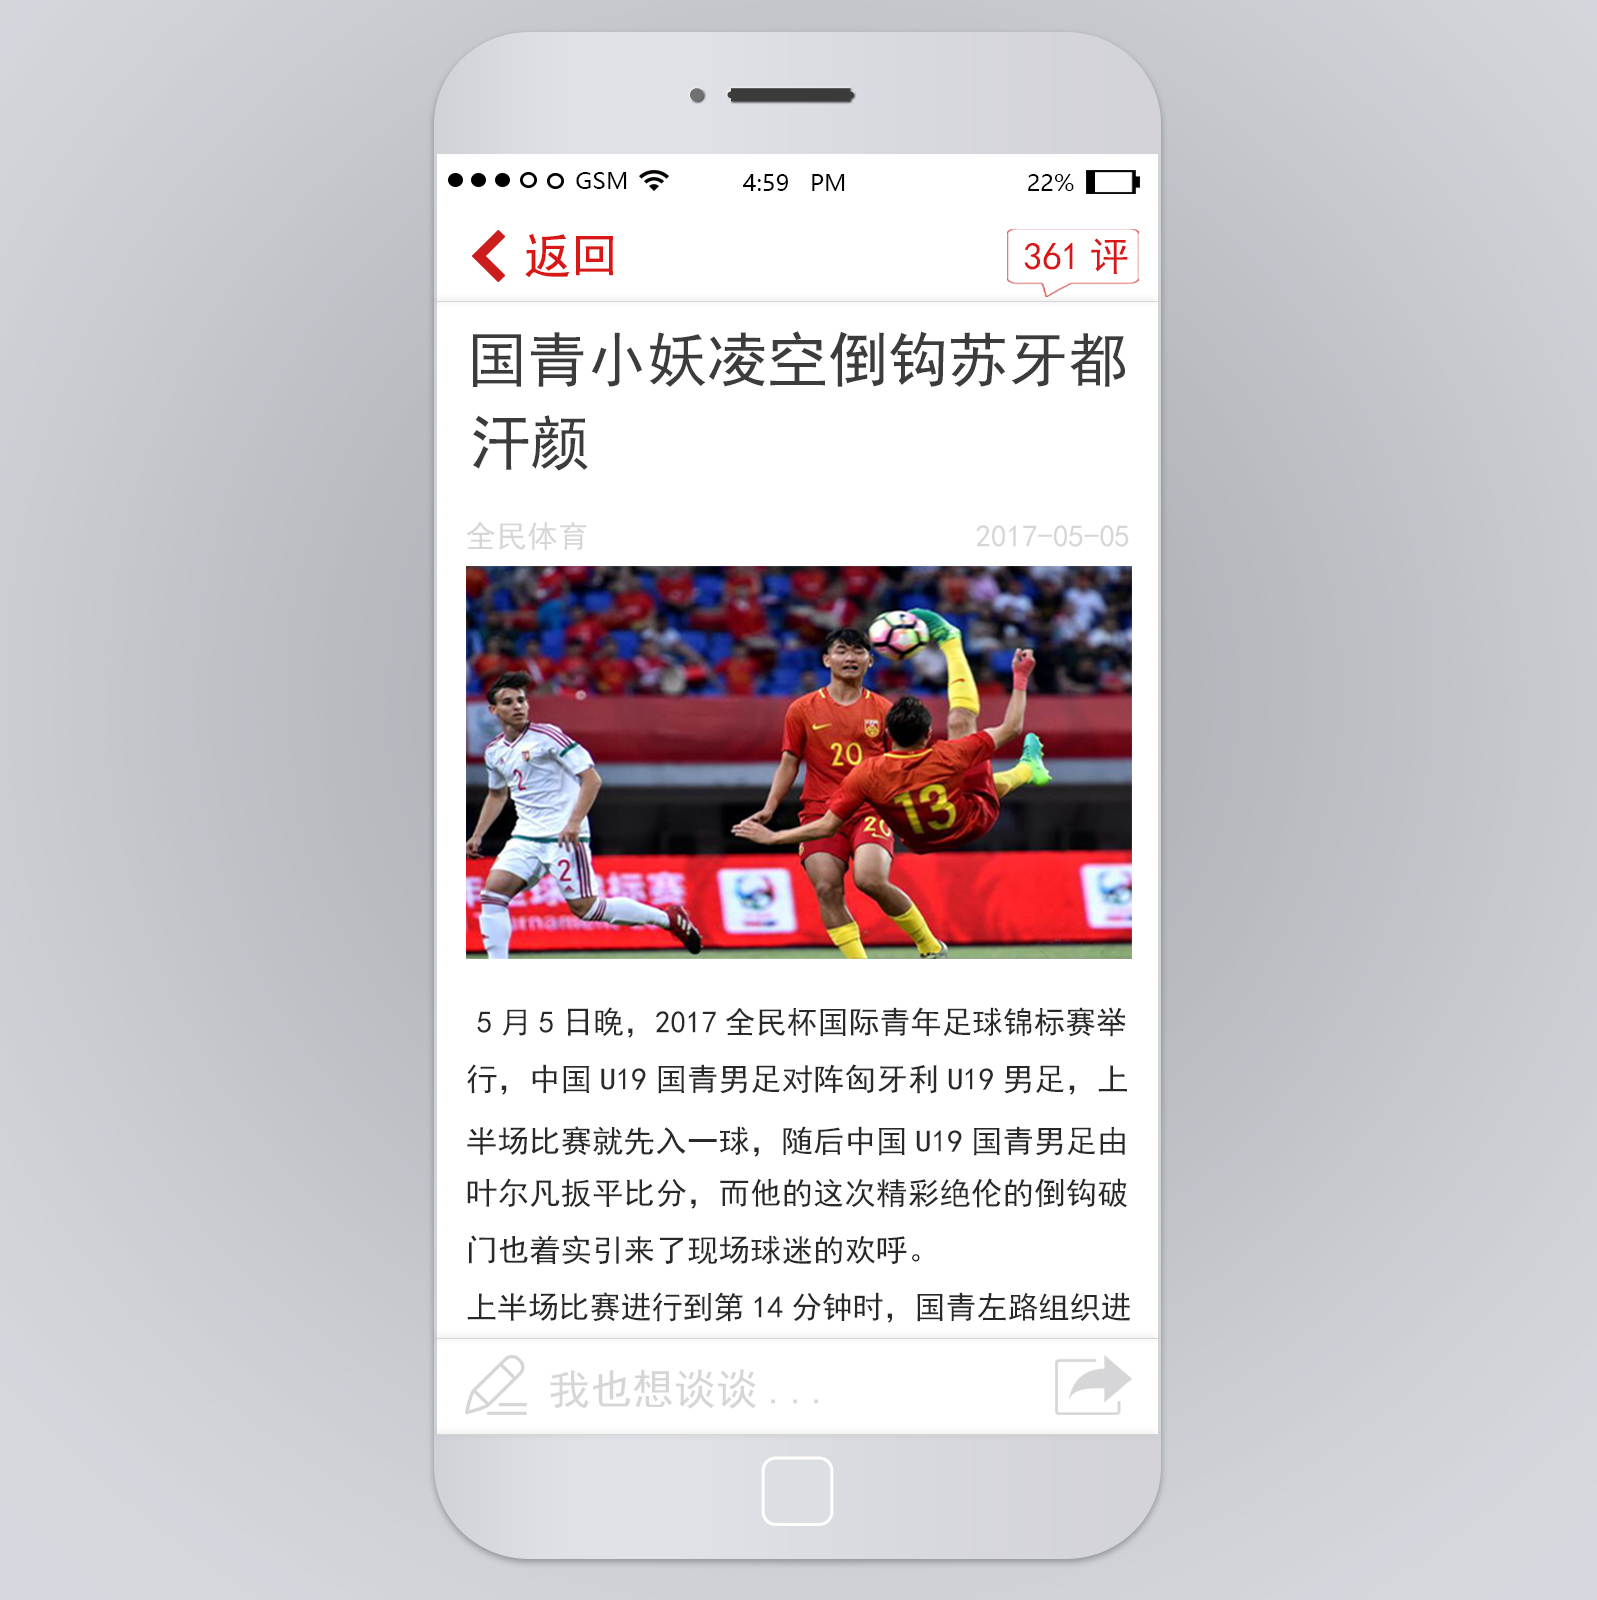 GSM 4:59 PM 22%
返回 361 评
国青小妖凌空倒钩苏牙都
汗颜
全民体育 2017-05-05
20
13
2
20
2
标赛
5 月 5 日晚，2017 全民杯国际青年足球锦标赛举
行，中国 U19 国青男足对阵匈牙利 U19 男足，上
半场比赛就先入一球，随后中国 U19 国青男足由
叶尔凡扳平比分，而他的这次精彩绝伦的倒钩破
门也着实引来了现场球迷的欢呼。
上半场比赛进行到第 14 分钟时，国青左路组织进
我也想谈谈...